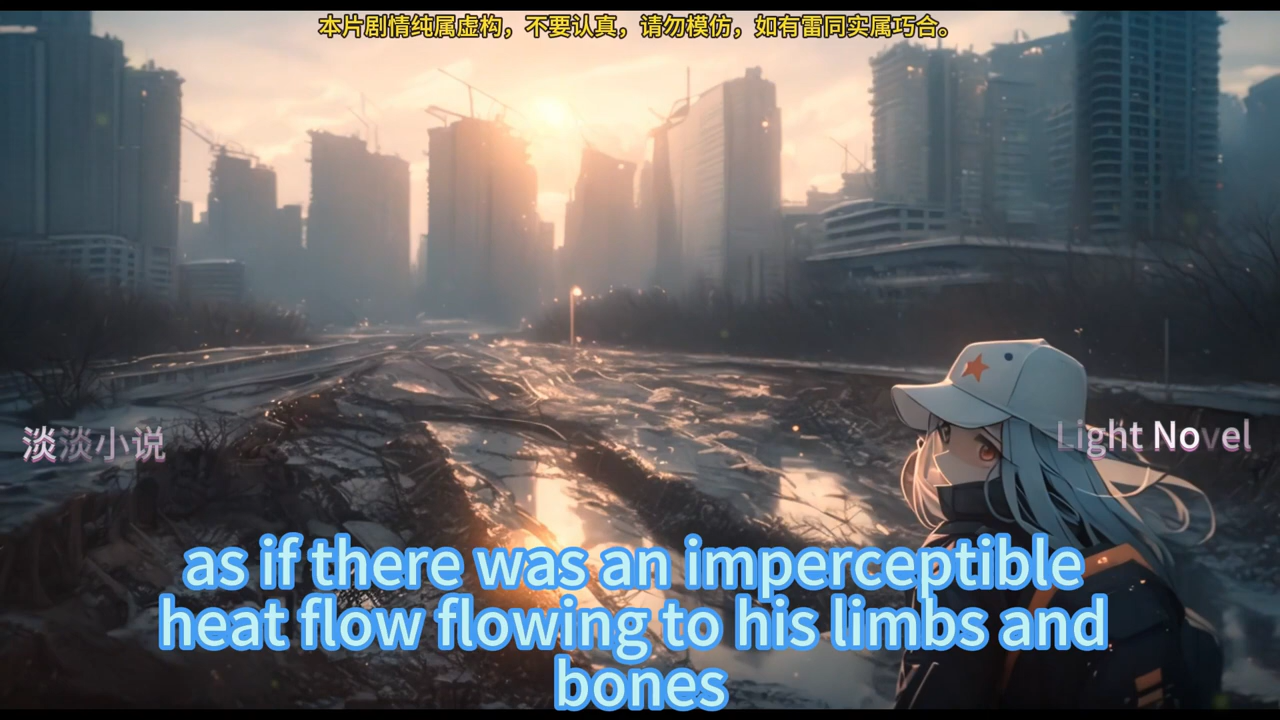 本片剧情纯属虚构，不要认真，请勿模仿，如有雷同实属巧合。
淡淡小说
Light Novel
as if there was an imperceptible
heat flow flowing to his limbs and
bones